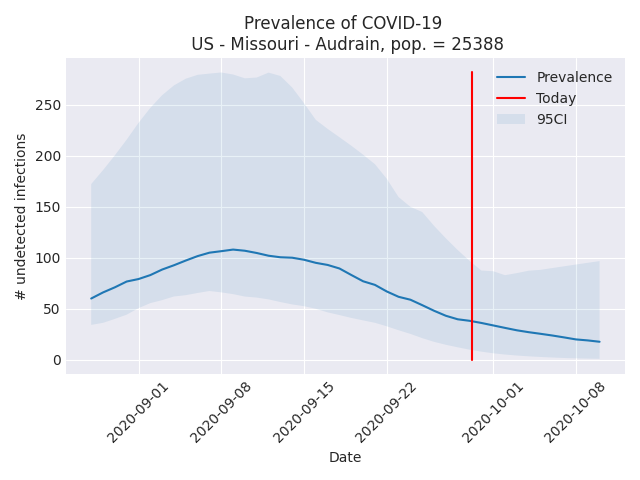 Prevalence of COVID-19
US - Missouri - Audrain, pop. = 25388
Prevalence
Today
95CI
# undetected infections
250
200
150
100
50
0
2020-09-01
2020-09-08
2020-09-15
2020-09-22
2020-10-01
2020-10-08
Date